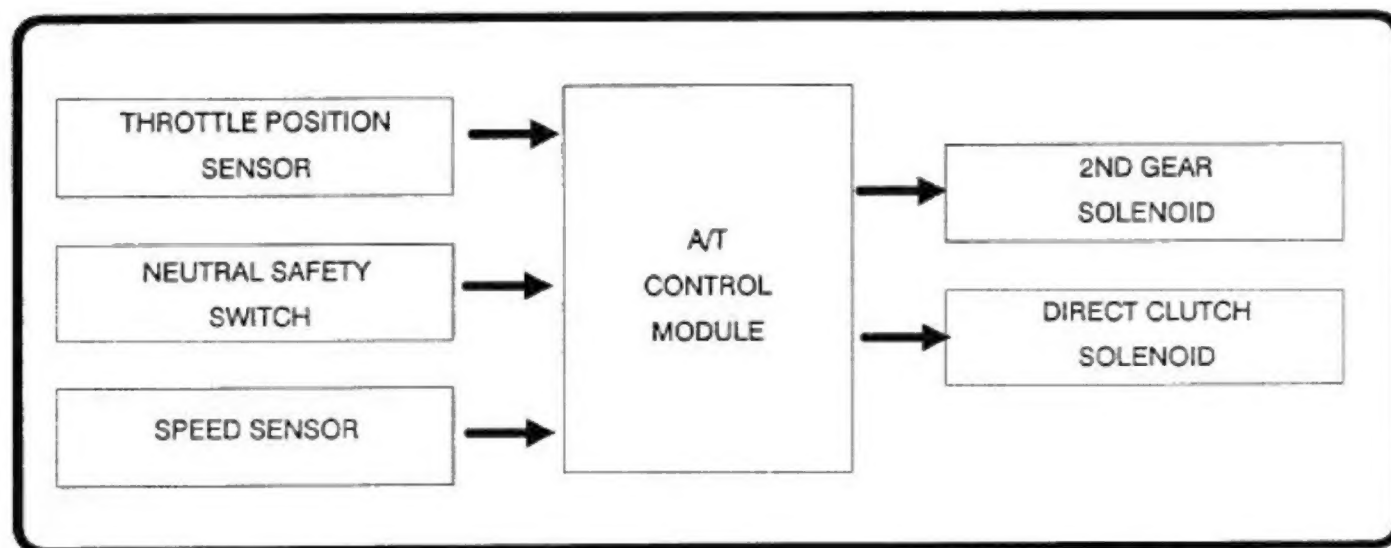 THROTTLE POSITION
SENSOR
NEUTRAL SAFETY
SWITCH
SPEED SENSOR
A/T
CONTROL
MODULE
2ND GEAR
SOLENOID
DIRECT CLUTCH
SOLENOID